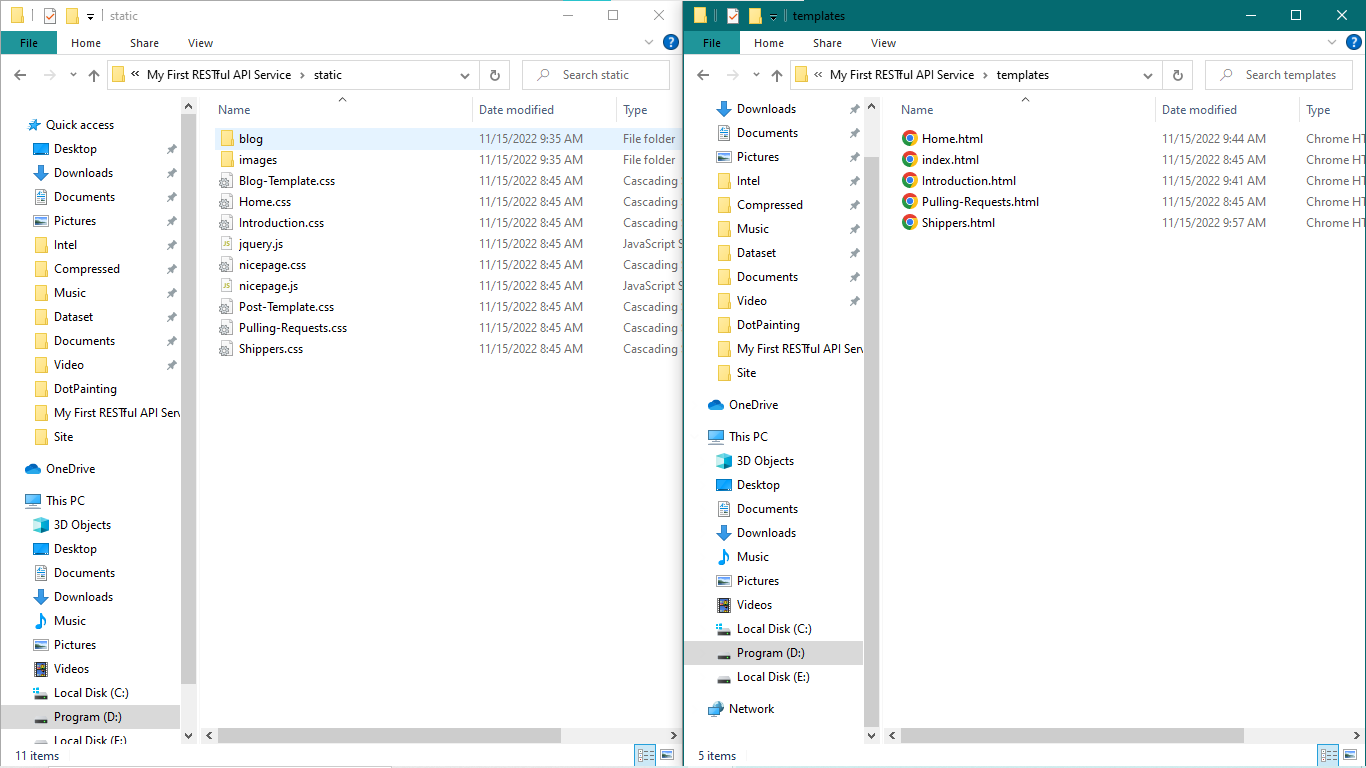 static
File Home Share View
« My First RESTful API Service > static
Search static
Quick access
Desktop
Downloads
Documents
Pictures
Intel
Compressed
Music
Dataset
Documents
Video
DotPainting
My First RESTful API Serv
Site
OneDrive
This PC
3D Objects
Desktop
Documents
Downloads
Music
Pictures
Videos
Local Disk (C:)
Program (D:)
Local Disk (E:)
Name Date modified Type
blog 11/15/2022 9:35 AM File folder
images 11/15/2022 9:35 AM File folder
Blog-Template.css 11/15/2022 8:45 AM Cascading
Home.css 11/15/2022 8:45 AM Cascading
Introduction.css 11/15/2022 8:45 AM Cascading
JS jquery.js 11/15/2022 8:45 AM JavaScript S
nicepage.css 11/15/2022 8:45 AM Cascading
JS nicepage.js 11/15/2022 8:45 AM JavaScript S
Post-Template.css 11/15/2022 8:45 AM Cascading
Pulling-Requests.css 11/15/2022 8:45 AM Cascading
Shippers.css 11/15/2022 8:45 AM Cascading
11 items
templates
File Home Share View
« My First RESTful API Service > templates
Search templates
Downloads
Documents
Pictures
Intel
Compressed
Music
Dataset
Documents
Video
DotPainting
My First RESTful API Serv
Site
OneDrive
This PC
3D Objects
Desktop
Documents
Downloads
Music
Pictures
Videos
Local Disk (C:)
Program (D:)
Local Disk (E:)
Network
Name Date modified Type
Home.html 11/15/2022 9:44 AM Chrome HT
index.html 11/15/2022 8:45 AM Chrome HT
Introduction.html 11/15/2022 9:41 AM Chrome HT
Pulling-Requests.html 11/15/2022 8:45 AM Chrome HT
Shippers.html 11/15/2022 9:57 AM Chrome HT
5 items